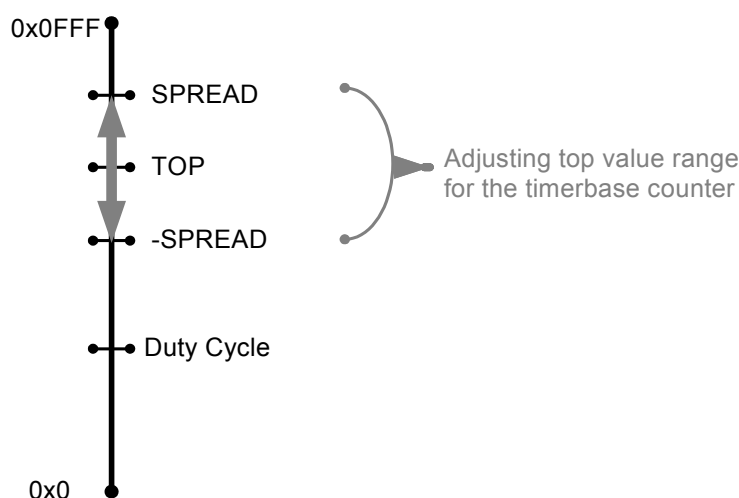 0x0FFF
SPREAD
TOP
Adjusting top value range
for the timerbase counter
-SPREAD
Duty Cycle
0x0